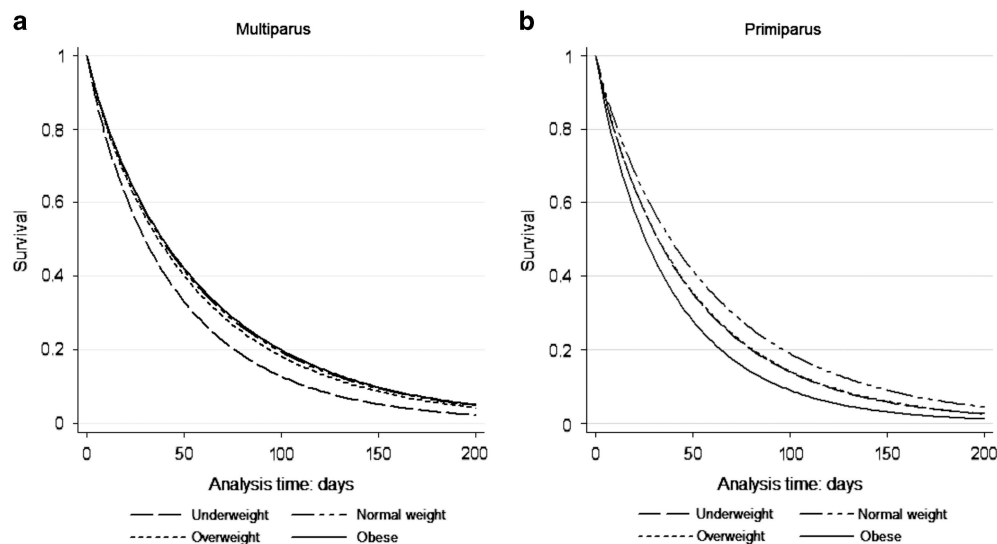 a
Multiparus
1
0.8
0.6
0.4
0.2
0
Survival
0 50 100 150 200
Analysis time: days
Underweight Normal weight
Overweight Obese
b
Primiparus
1
0.8
0.6
0.4
0.2
0
Survival
0 50 100 150 200
Analysis time: days
Underweight Normal weight
Overweight Obese